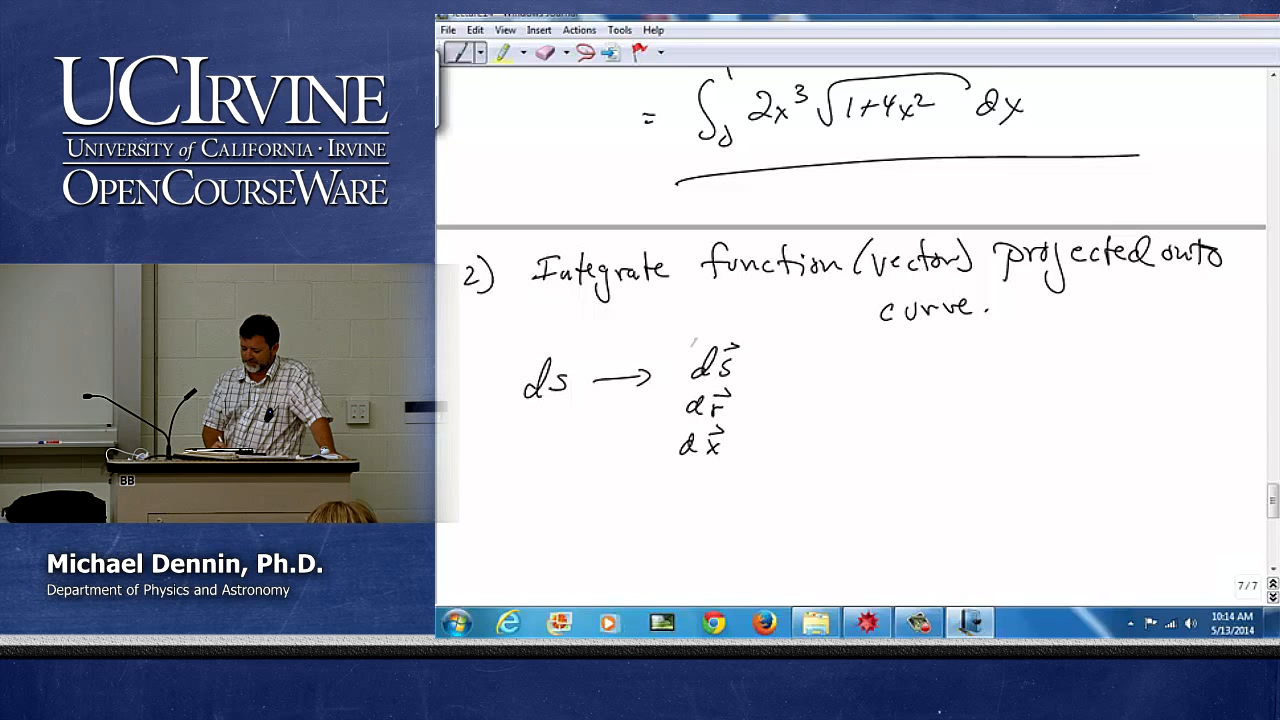 UCIRVINE
UNIVERSITY of CALIFORNIA · IRVINE
OPENCOURSEWARE
BB
Michael Dennin, Ph.D.
Department of Physics and Astronomy
File Edit View Insert Actions Tools Help
= ∫₀¹ 2x³ √(1+4x²) dx
2) Integrate function (vector) projected onto
curve.
ds → ds⃗
dr⃗
dx⃗
7/7
10:14 AM
5/13/2014